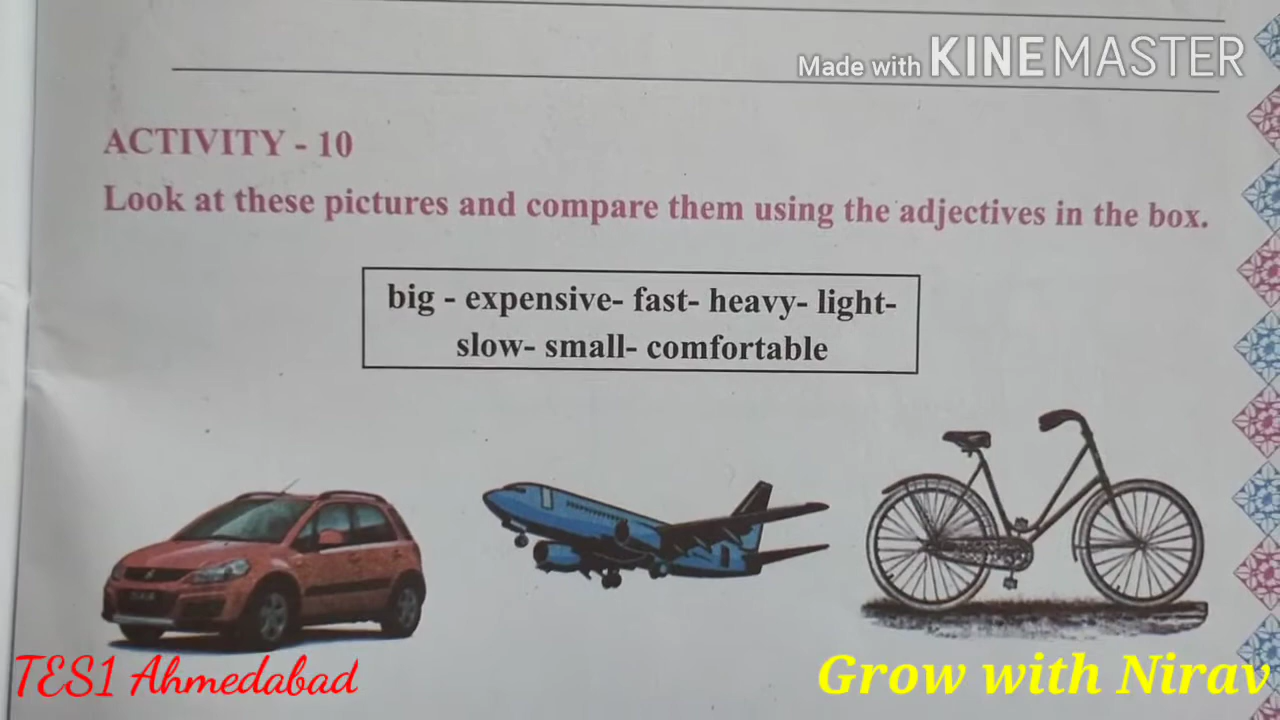 Made with KINEMASTER
ACTIVITY - 10
Look at these pictures and compare them using the adjectives in the box.
big - expensive- fast- heavy- light-
slow- small- comfortable
TES1 Ahmedabad
Grow with Nirav